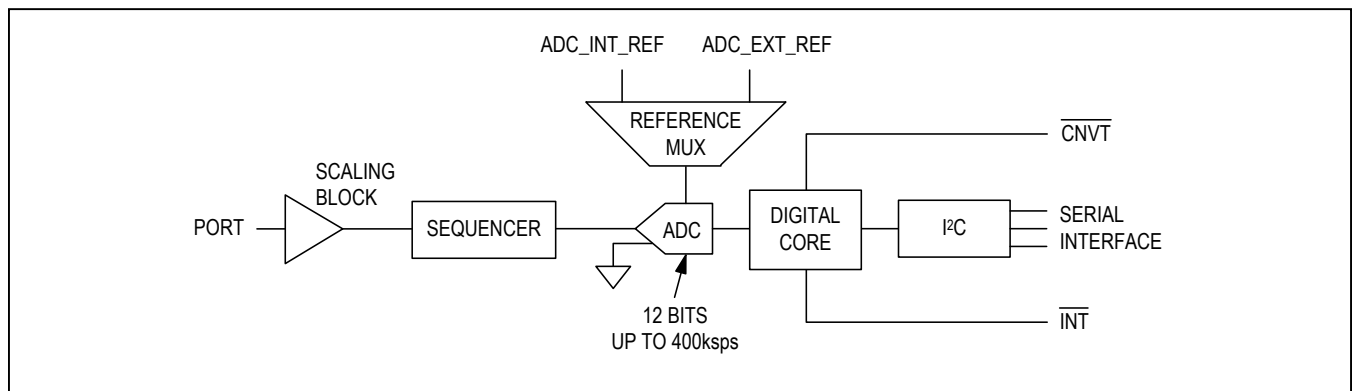 ADC_INT_REF
ADC_EXT_REF
REFERENCE
MUX
CNVT
SCALING
BLOCK
PORT
SEQUENCER
ADC
DIGITAL
CORE
I²C
SERIAL
INTERFACE
12 BITS
UP TO 400ksps
INT